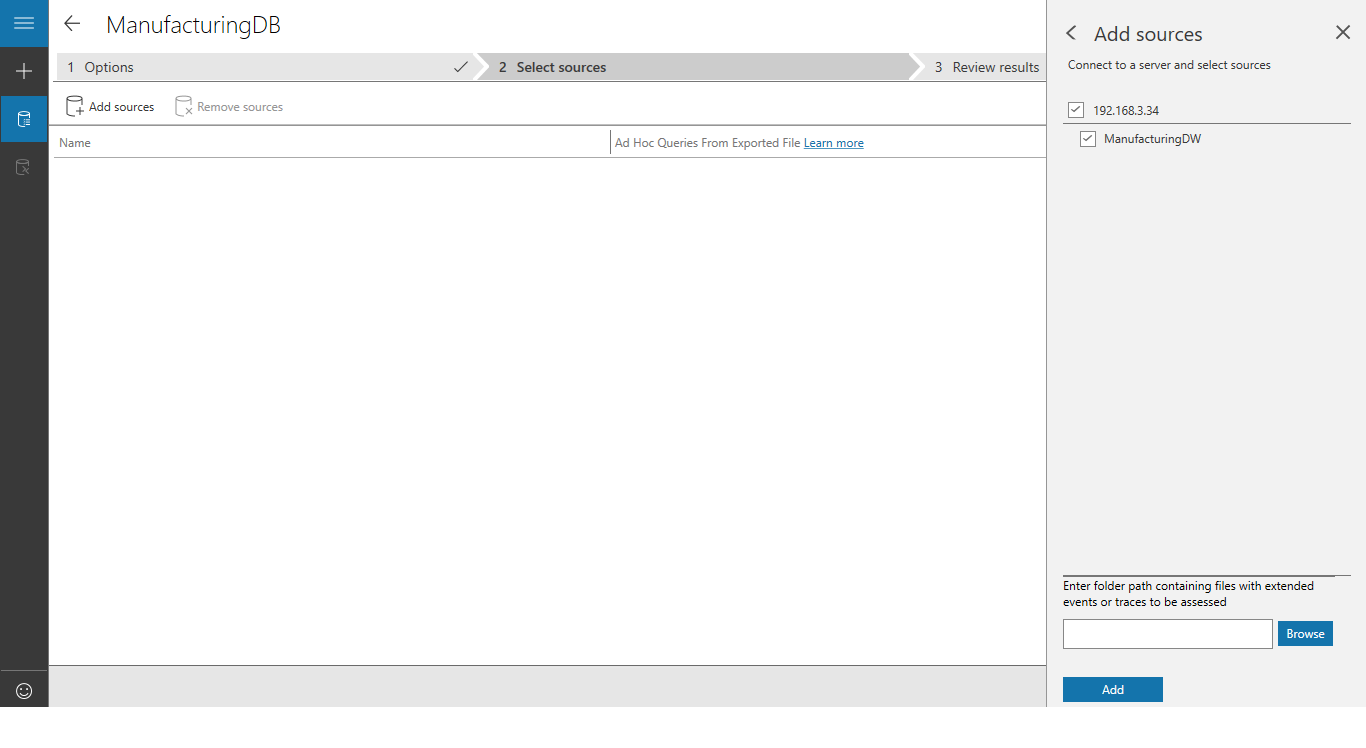 ManufacturingDB
1 Options
2 Select sources
3 Review results
Add sources
Remove sources
Name
Ad Hoc Queries From Exported File Learn more
Add sources
Connect to a server and select sources
192.168.3.34
ManufacturingDW
Enter folder path containing files with extended
events or traces to be assessed
Browse
Add